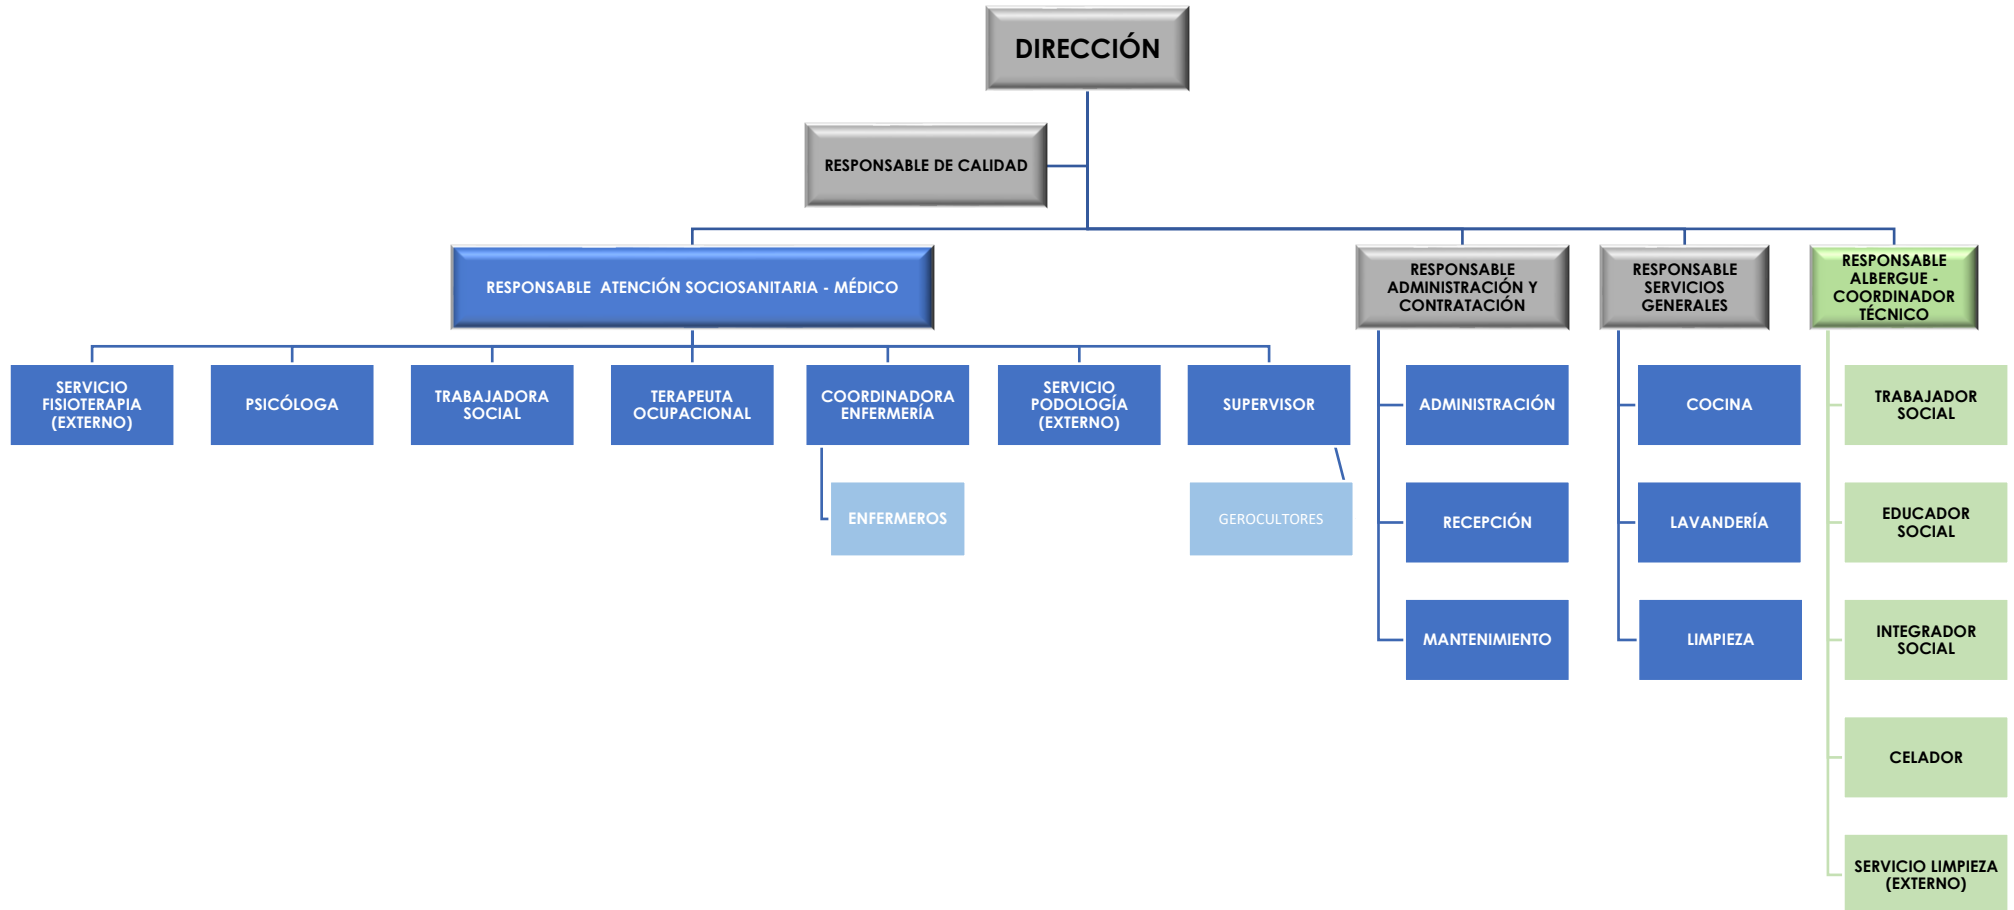 DIRECCIÓN
RESPONSABLE DE CALIDAD
RESPONSABLE ATENCIÓN SOCIOSANITARIA - MÉDICO
RESPONSABLE
ADMINISTRACIÓN Y
CONTRATACIÓN
RESPONSABLE
SERVICIOS
GENERALES
RESPONSABLE
ALBERGUE -
COORDINADOR
TÉCNICO
SERVICIO
FISIOTERAPIA
(EXTERNO)
PSICÓLOGA
TRABAJADORA
SOCIAL
TERAPEUTA
OCUPACIONAL
COORDINADORA
ENFERMERÍA
SERVICIO
PODOLOGÍA
(EXTERNO)
SUPERVISOR
ADMINISTRACIÓN
COCINA
TRABAJADOR
SOCIAL
ENFERMEROS
GEROCULTORES
RECEPCIÓN
LAVANDERÍA
EDUCADOR
SOCIAL
MANTENIMIENTO
LIMPIEZA
INTEGRADOR
SOCIAL
CELADOR
SERVICIO LIMPIEZA
(EXTERNO)